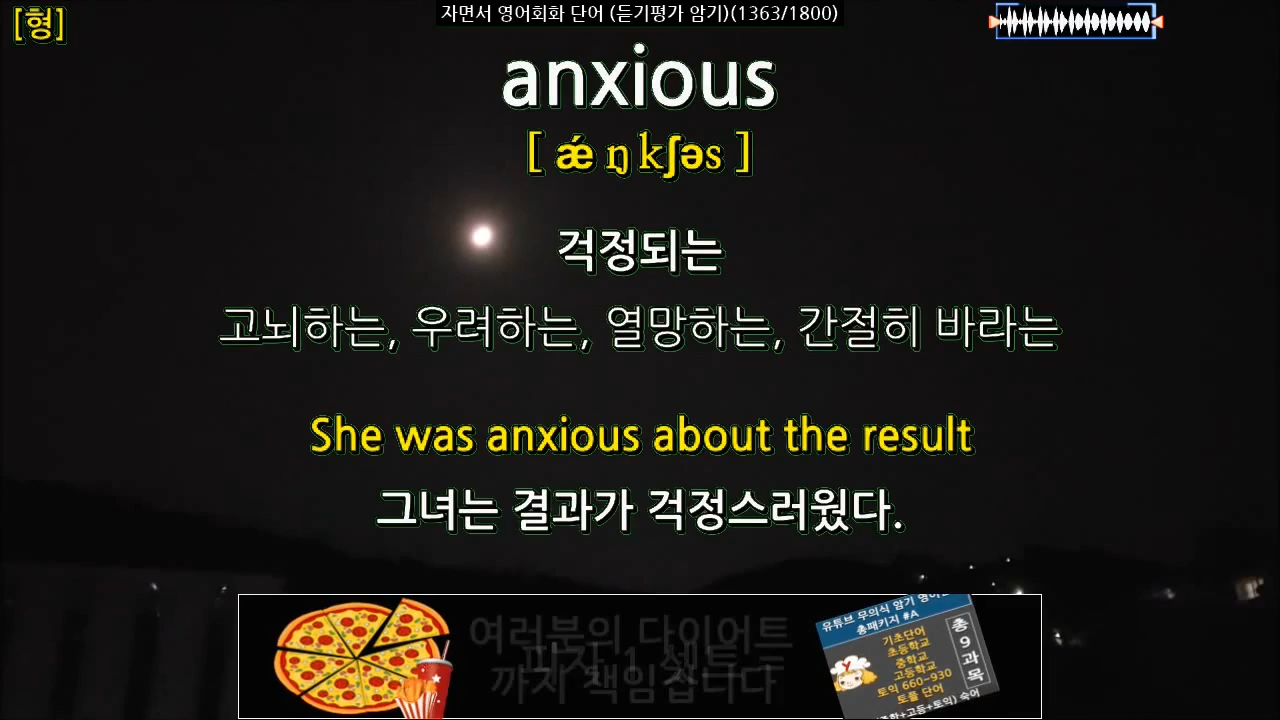 [형]
자면서 영어회화 단어 (듣기평가 암기)(1363/1800)
anxious
[ ǽ ŋ kʃəs ]
걱정되는
고뇌하는, 우려하는, 열망하는, 간절히 바라는
She was anxious about the result
그녀는 결과가 걱정스러웠다.
여러분의 다이어트
까지 책임집니다
유튜브 무의식 암기
총패키지 #A
기초단어
초등학교
중학교
고등학교
토익 660~930
토플 단어
총9과목